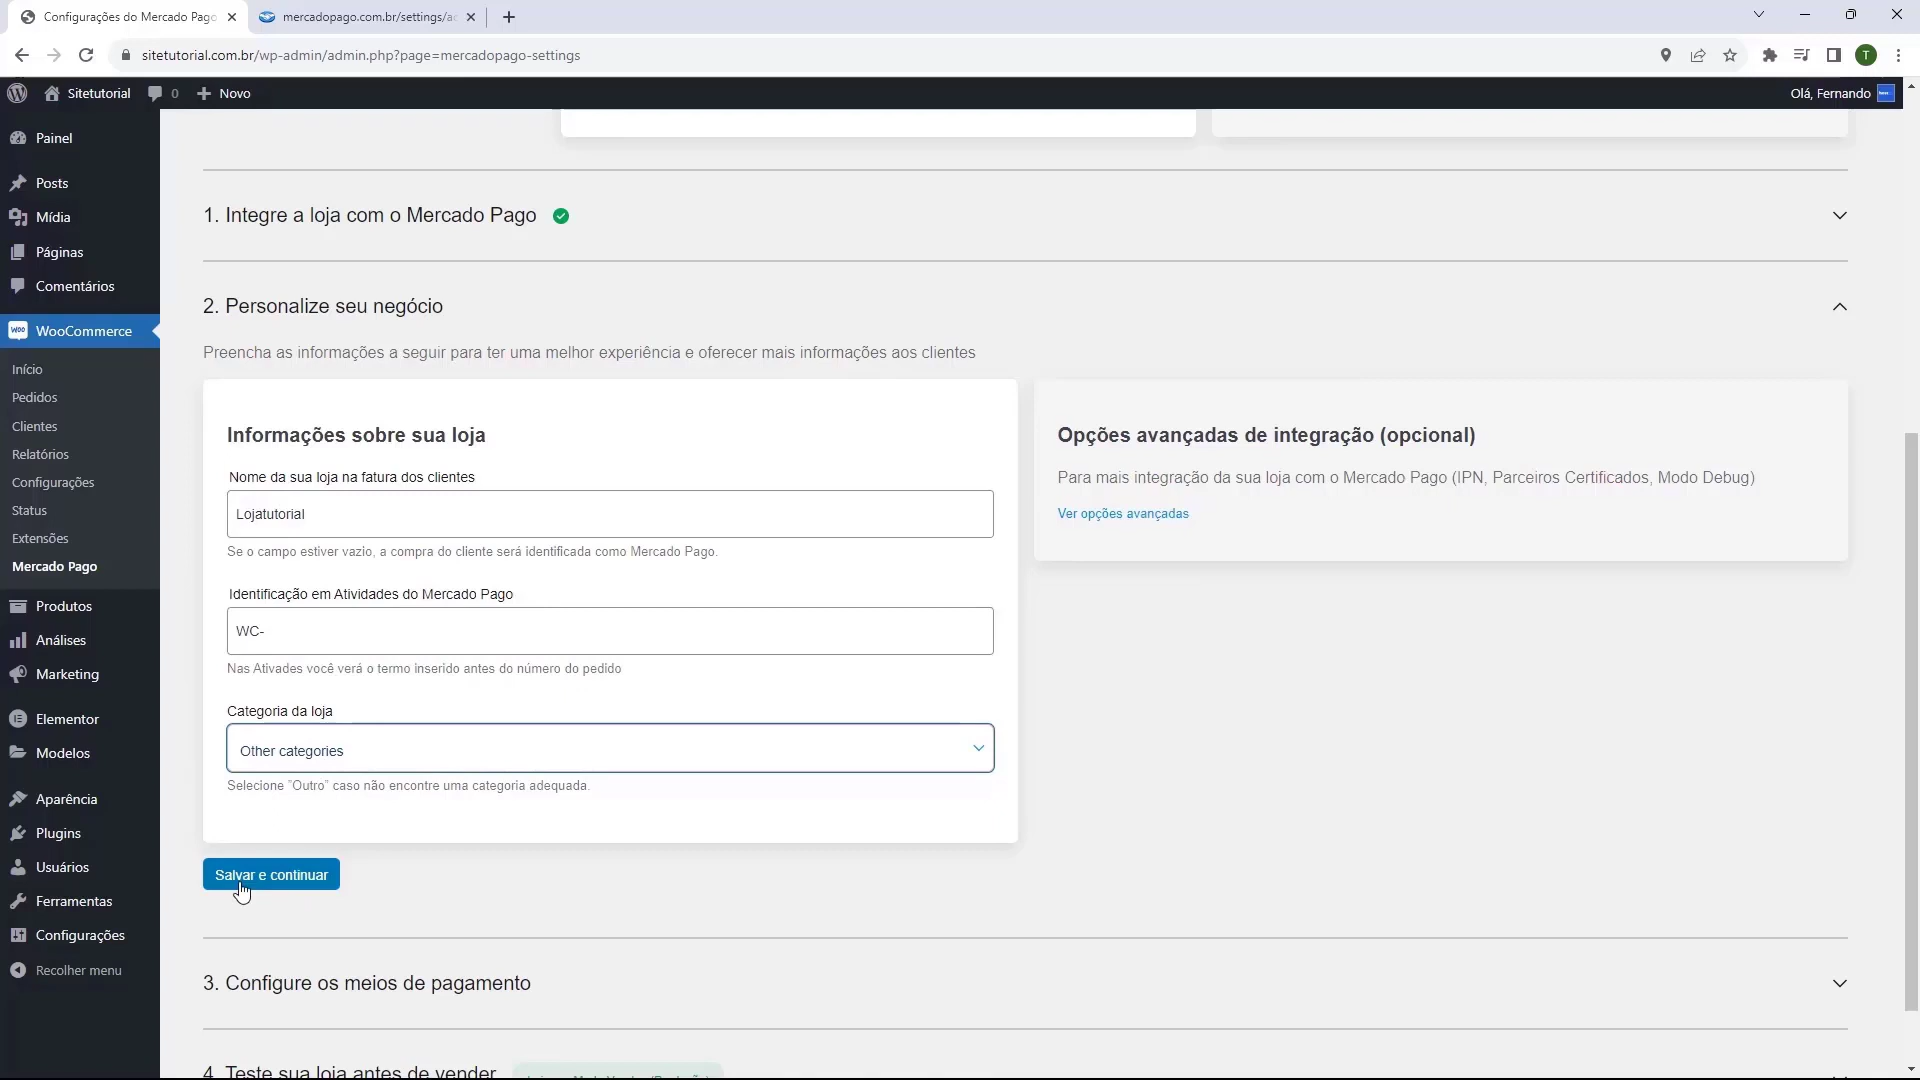 Configurações do Mercado Pago
mercadopago.com.br/settings/ac
sitetutorial.com.br/wp-admin/admin.php?page=mercadopago-settings
T
Sitetutorial
0
Novo
Olá, Fernando
Painel
Posts
Mídia
Páginas
Comentários
WooCommerce
Início
Pedidos
Clientes
Relatórios
Configurações
Status
Extensões
Mercado Pago
Produtos
Análises
Marketing
Elementor
Modelos
Aparência
Plugins
Usuários
Ferramentas
Configurações
Recolher menu
1. Integre a loja com o Mercado Pago
2. Personalize seu negócio
Preencha as informações a seguir para ter uma melhor experiência e oferecer mais informações aos clientes
Informações sobre sua loja
Nome da sua loja na fatura dos clientes
Lojatutorial
Se o campo estiver vazio, a compra do cliente será identificada como Mercado Pago.
Identificação em Atividades do Mercado Pago
WC-
Nas Ativades você verá o termo inserido antes do número do pedido
Categoria da loja
Other categories
Selecione "Outro" caso não encontre uma categoria adequada.
Opções avançadas de integração (opcional)
Para mais integração da sua loja com o Mercado Pago (IPN, Parceiros Certificados, Modo Debug)
Ver opções avançadas
Salvar e continuar
3. Configure os meios de pagamento
4. Teste sua loja antes de vender